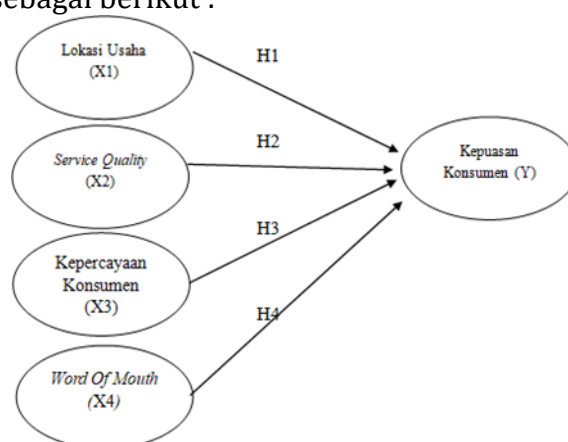 sebagai berikut :
Lokasi Usaha
(X1)
H1
Service Quality
(X2)
H2
Kepuasan
Konsumen (Y)
Kepercayaan
Konsumen
(X3)
H3
H4
Word Of Mouth
(X4)